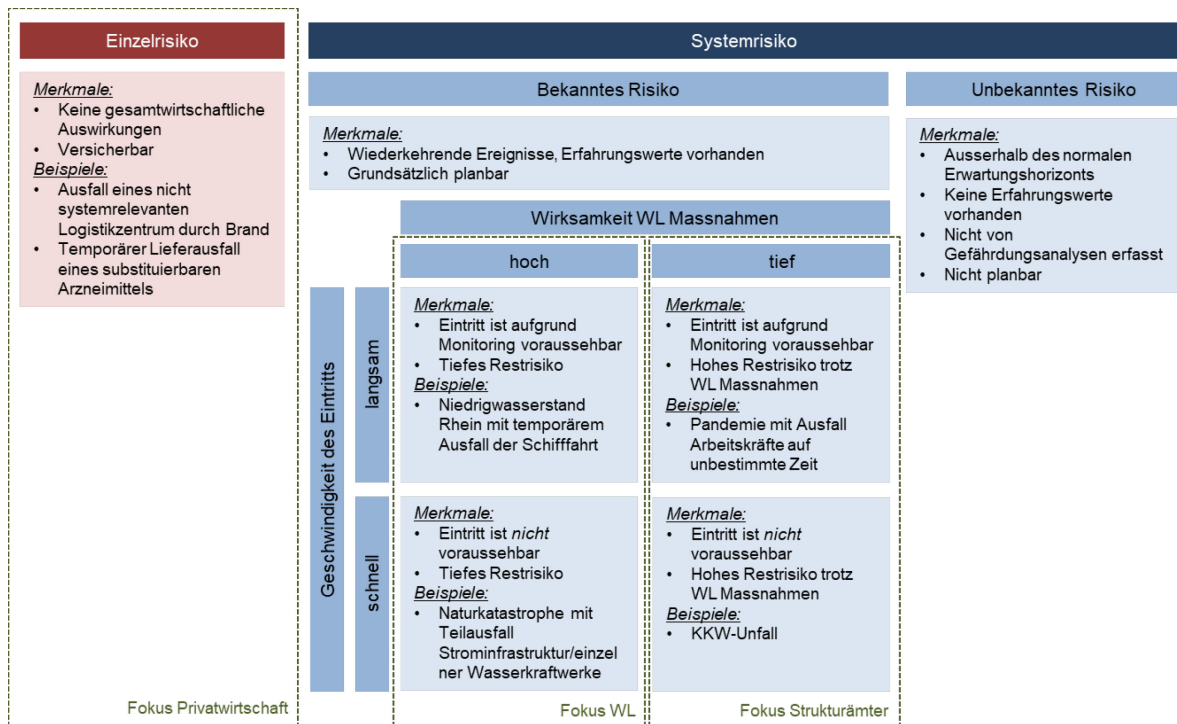 Einzelrisiko
Merkmale:
• Keine gesamtwirtschaftliche
Auswirkungen
• Versicherbar
Beispiele:
• Ausfall eines nicht
systemrelevanten
Logistikzentrum durch Brand
• Temporärer Lieferausfall
eines substituierbaren
Arzneimittels
Fokus Privatwirtschaft
Systemrisiko
Bekanntes Risiko
Merkmale:
• Wiederkehrende Ereignisse, Erfahrungswerte vorhanden
• Grundsätzlich planbar
Wirksamkeit WL Massnahmen
hoch
tief
Geschwindigkeit des Eintritts
langsam
Merkmale:
• Eintritt ist aufgrund
Monitoring voraussehbar
• Tiefes Restrisiko
Beispiele:
• Niedrigwasserstand
Rhein mit temporärem
Ausfall der Schifffahrt
Merkmale:
• Eintritt ist aufgrund
Monitoring voraussehbar
• Hohes Restrisiko trotz
WL Massnahmen
Beispiele:
• Pandemie mit Ausfall
Arbeitskräfte auf
unbestimmte Zeit
schnell
Merkmale:
• Eintritt ist nicht
voraussehbar
• Tiefes Restrisiko
Beispiele:
• Naturkatastrophe mit
Teilausfall
Strominfrastruktur/einzel
ner Wasserkraftwerke
Merkmale:
• Eintritt ist nicht
voraussehbar
• Hohes Restrisiko trotz
WL Massnahmen
Beispiele:
• KKW-Unfall
Fokus WL
Fokus Strukturämter
Unbekanntes Risiko
Merkmale:
• Ausserhalb des normalen
Erwartungshorizonts
• Keine Erfahrungswerte
vorhanden
• Nicht von
Gefährdungsanalysen erfasst
• Nicht planbar